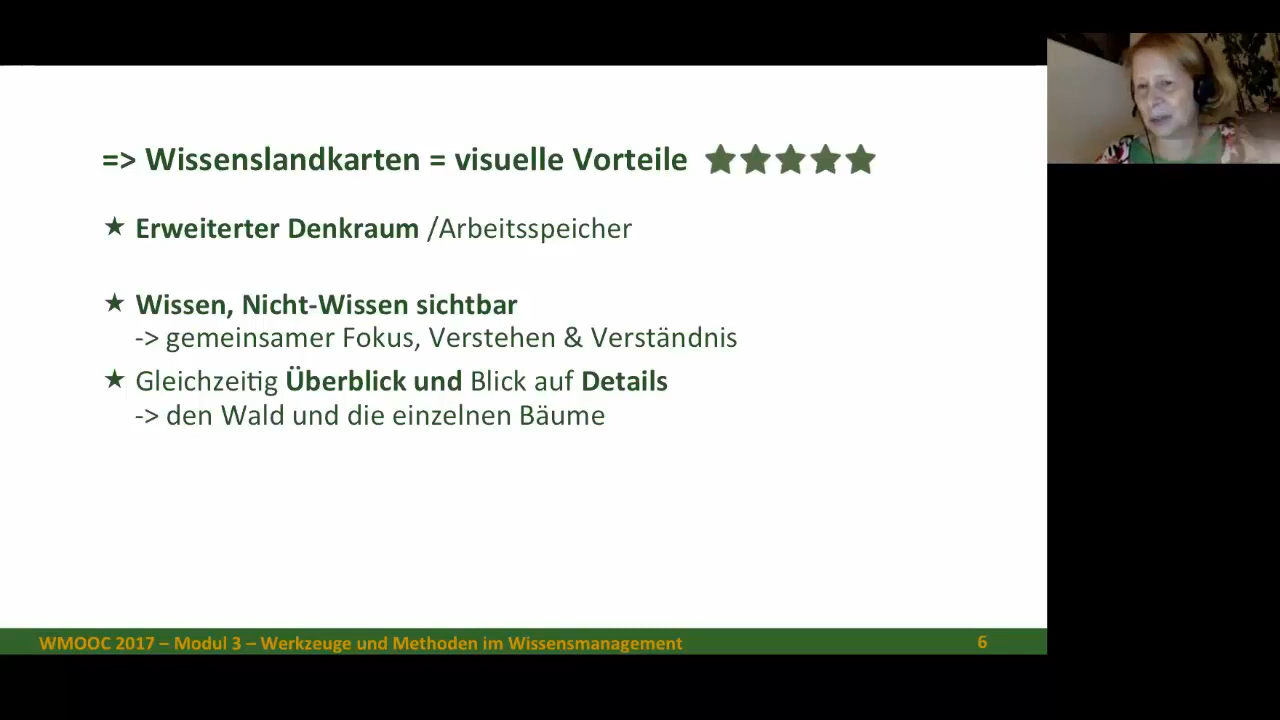 => Wissenslandkarten = visuelle Vorteile ★★★★★
★ Erweiterter Denkraum /Arbeitsspeicher
★ Wissen, Nicht-Wissen sichtbar
-> gemeinsamer Fokus, Verstehen & Verständnis
★ Gleichzeitig Überblick und Blick auf Details
-> den Wald und die einzelnen Bäume
WMOOC 2017 – Modul 3 – Werkzeuge und Methoden im Wissensmanagement 6